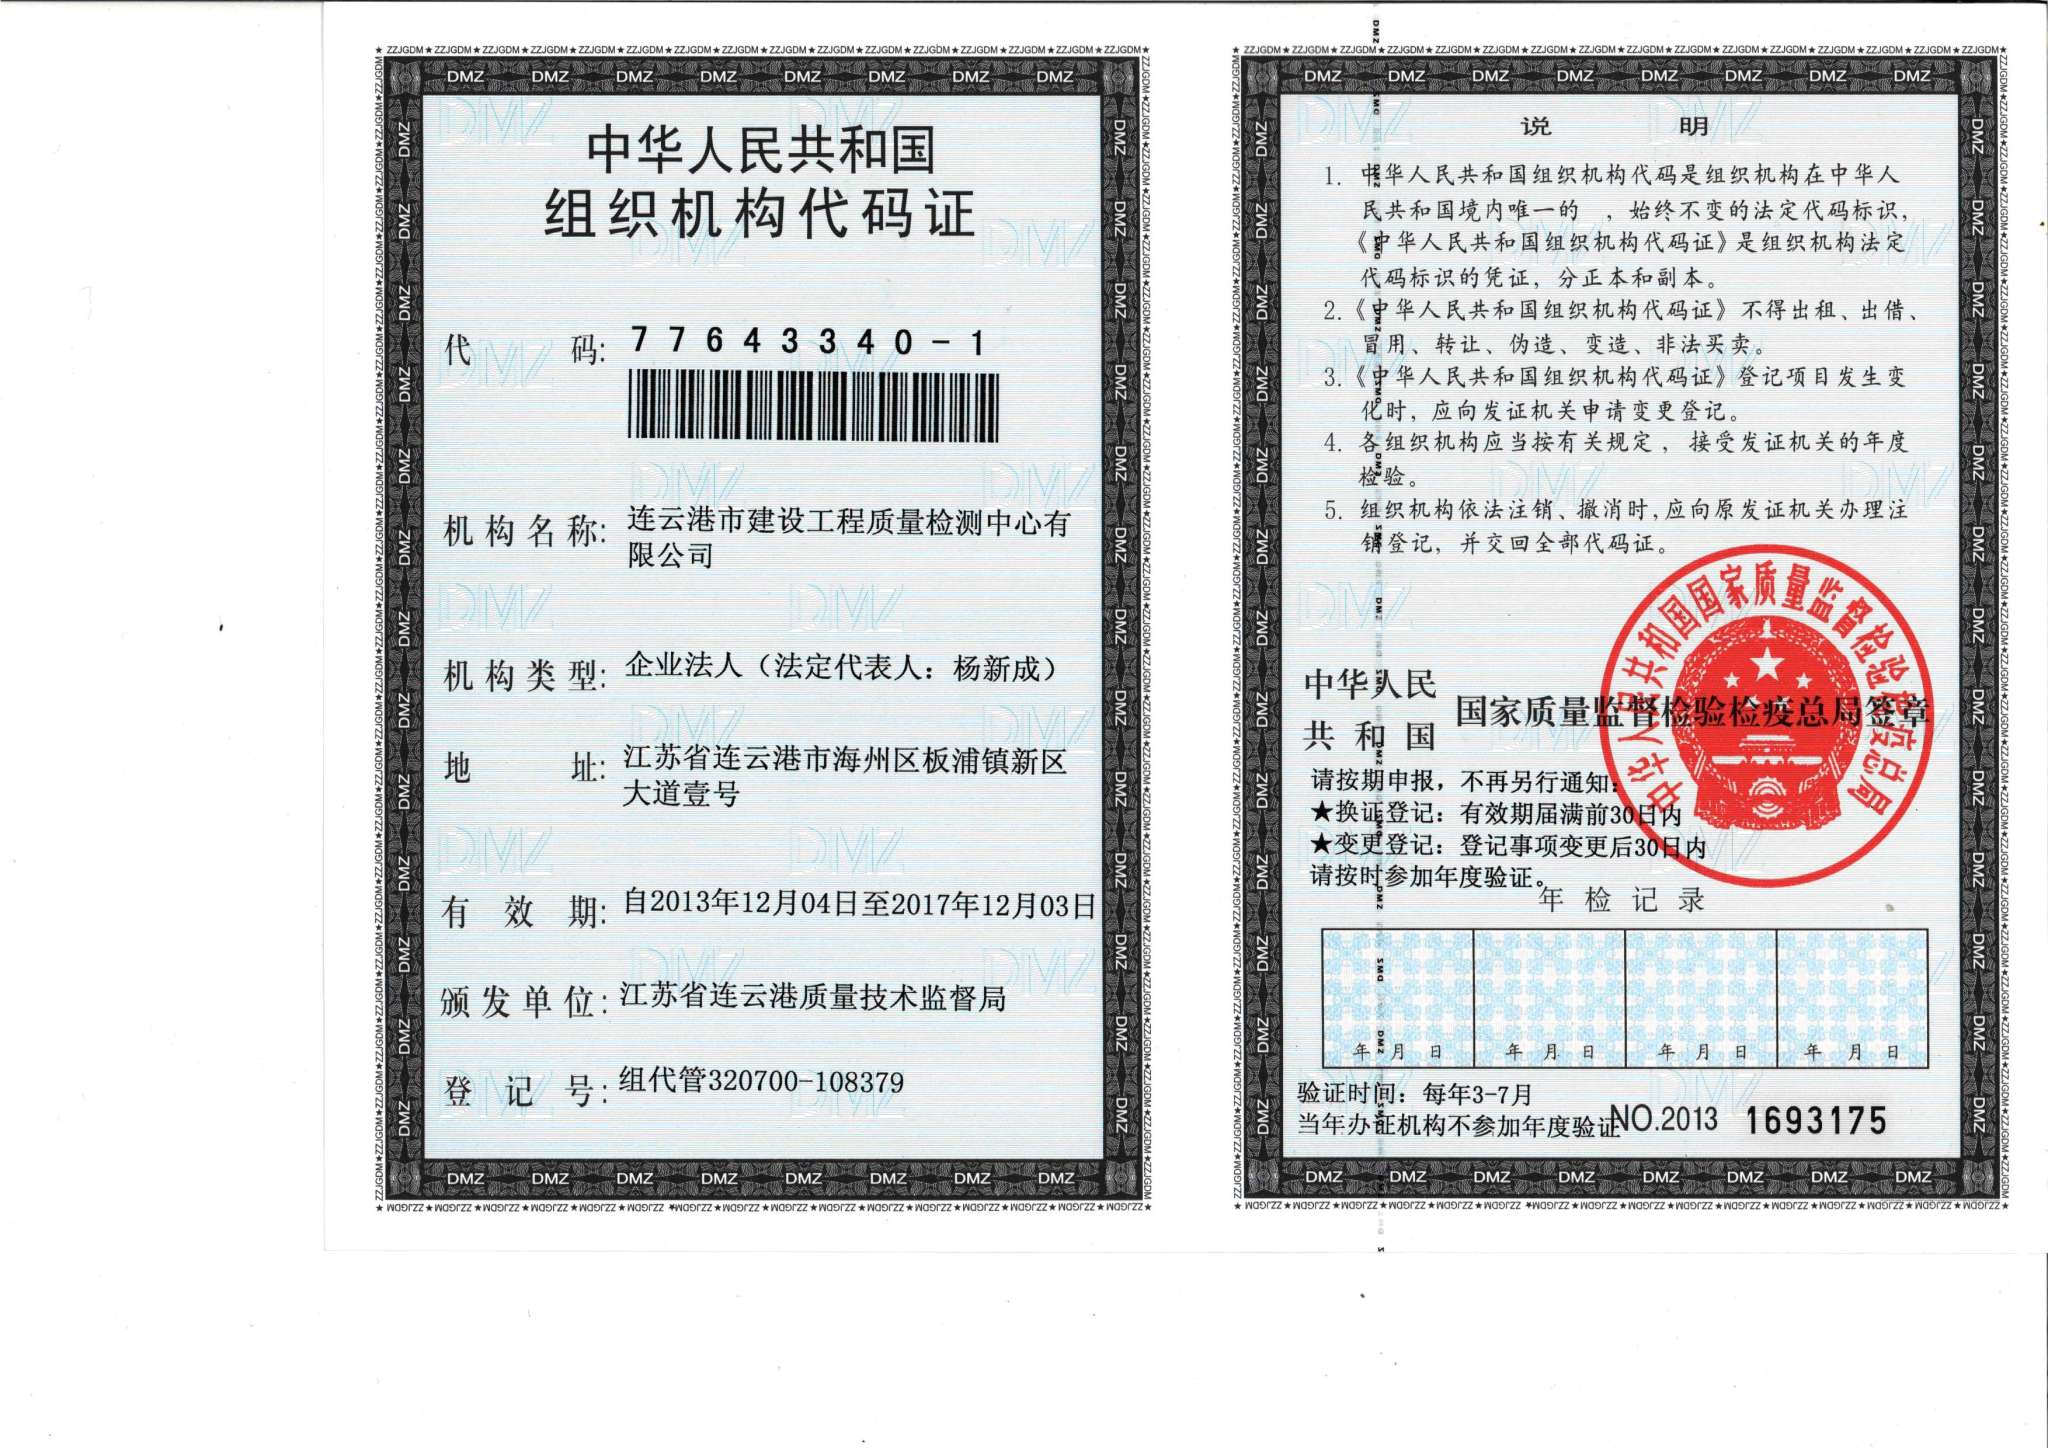 中华人民共和国
组织机构代码证
代 码: 77643340-1
机构名称: 连云港市建设工程质量检测中心有
限公司
机构类型: 企业法人（法定代表人：杨新成）
地 址: 江苏省连云港市海州区板浦镇新区
大道壹号
有 效 期: 自2013年12月04日至2017年12月03日
颁发单位: 江苏省连云港质量技术监督局
登 记 号: 组代管320700-108379
说 明
1. 中华人民共和国组织机构代码是组织机构在中华人
民共和国境内唯一的 ，始终不变的法定代码标识，
《中华人民共和国组织机构代码证》是组织机构法定
代码标识的凭证，分正本和副本。
2.《中华人民共和国组织机构代码证》不得出租、出借、
冒用、转让、伪造、变造、非法买卖。
3.《中华人民共和国组织机构代码证》登记项目发生变
化时，应向发证机关申请变更登记。
4. 各组织机构应当按有关规定，接受发证机关的年度
检验。
5. 组织机构依法注销、撤消时,应向原发证机关办理注
销登记，并交回全部代码证。
中华人民共和国国家质量监督检验检疫总局
中华人民
共和国 国家质量监督检验检疫总局签章
请按期申报，不再另行通知：
★换证登记：有效期届满前30日内
★变更登记：登记事项变更后30日内
请按时参加年度验证。
年 检 记 录
年 月 日 年 月 日 年 月 日 年 月 日
验证时间：每年3-7月
当年办证机构不参加年度验证
NO.2013 1693175